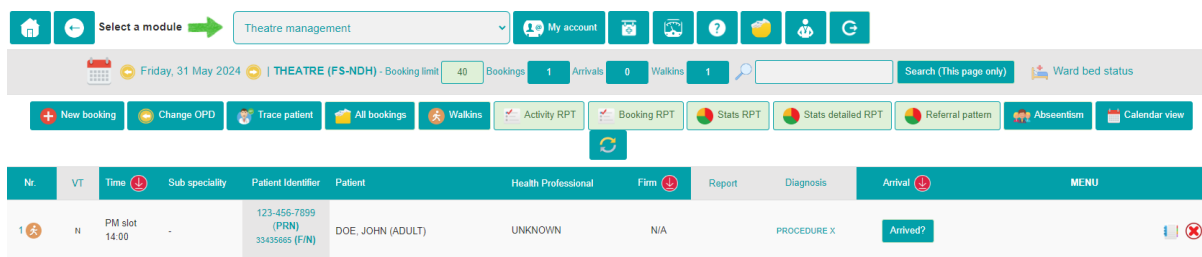 Select a module Theatre management My account
Friday, 31 May 2024 | THEATRE (FS-NDH) - Booking limit 40 Bookings 1 Arrivals 0 Walkins 1 Search (This page only) Ward bed status
New booking Change OPD Trace patient All bookings Walkins Activity RPT Booking RPT Stats RPT Stats detailed RPT Referral pattern Abseentism Calendar view
Nr. VT Time Sub speciality Patient Identifier Patient Health Professional Firm Report Diagnosis Arrival MENU
1 N PM slot 14:00 - 123-456-7899 (PRN) 33435665 (F/N) DOE, JOHN (ADULT) UNKNOWN N/A PROCEDURE X Arrived?